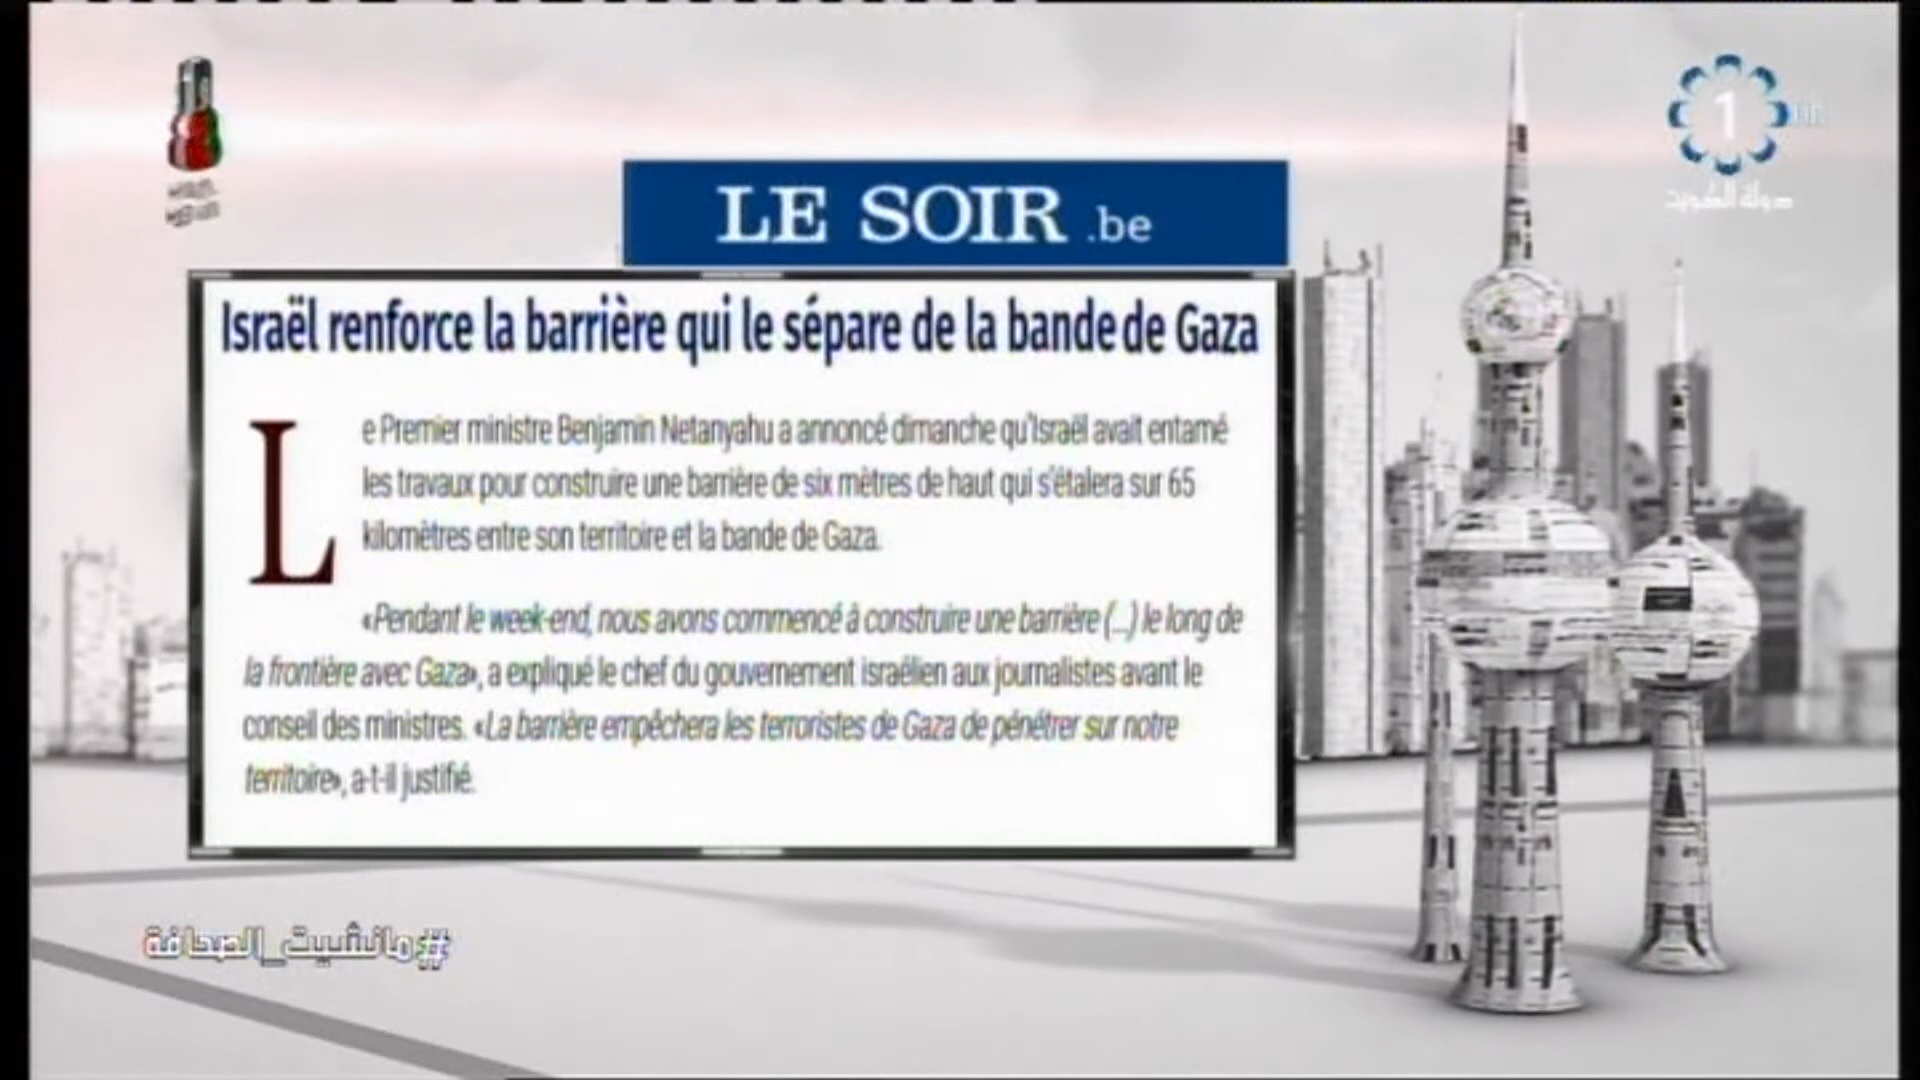 1
دولة الكويت
LE SOIR .be
Israël renforce la barrière qui le sépare de la bande de Gaza
Le Premier ministre Benjamin Netanyahu a annoncé dimanche qu'Israël avait entamé
les travaux pour construire une barrière de six mètres de haut qui s'étalera sur 65
kilomètres entre son territoire et la bande de Gaza.
«Pendant le week-end, nous avons commencé à construire une barrière (...) le long de
la frontière avec Gaza», a expliqué le chef du gouvernement israélien aux journalistes avant le
conseil des ministres. «La barrière empêchera les terroristes de Gaza de pénétrer sur notre
territoire», a-t-il justifié.
#مانشيت_الصحافة